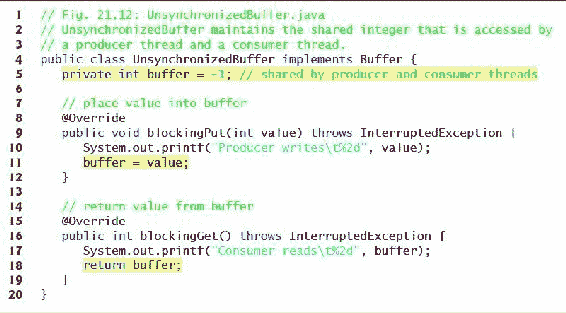 1 // Fig. 21.12: UnsynchronizedBuffer.java
2 // UnsynchronizedBuffer maintains the shared integer that is accessed by
3 // a producer thread and a consumer thread.
4 public class UnsynchronizedBuffer implements Buffer {
5 private int buffer = -1; // shared by producer and consumer threads
6
7 // place value into buffer
8 @Override
9 public void blockingPut(int value) throws InterruptedException {
10 System.out.printf("Producer writes\t%2d", value);
11 buffer = value;
12 }
13
14 // return value from buffer
15 @Override
16 public int blockingGet() throws InterruptedException {
17 System.out.printf("Consumer reads\t%2d", buffer);
18 return buffer;
19 }
20 }